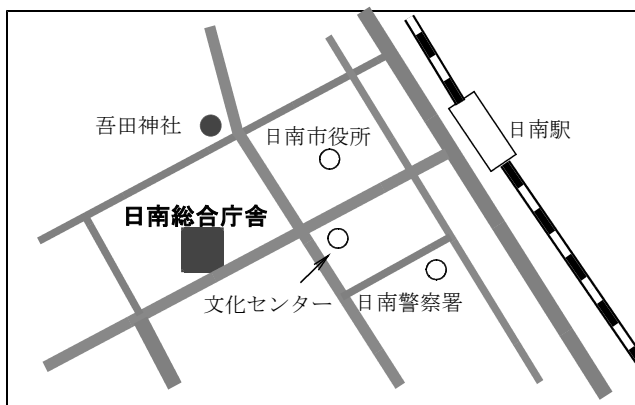 吾田神社
日南市役所
日南駅
日南総合庁舎
文化センター
日南警察署